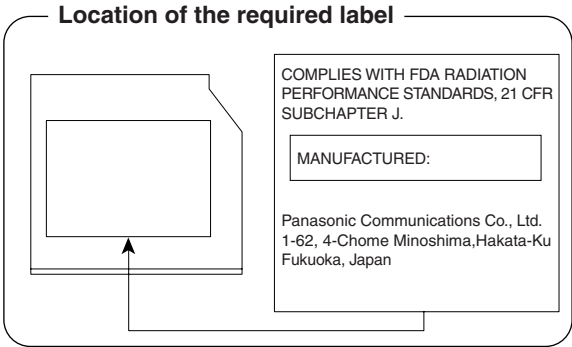 Location of the required label
COMPLIES WITH FDA RADIATION
PERFORMANCE STANDARDS, 21 CFR
SUBCHAPTER J.
MANUFACTURED:
Panasonic Communications Co., Ltd.
1-62, 4-Chome Minoshima,Hakata-Ku
Fukuoka, Japan